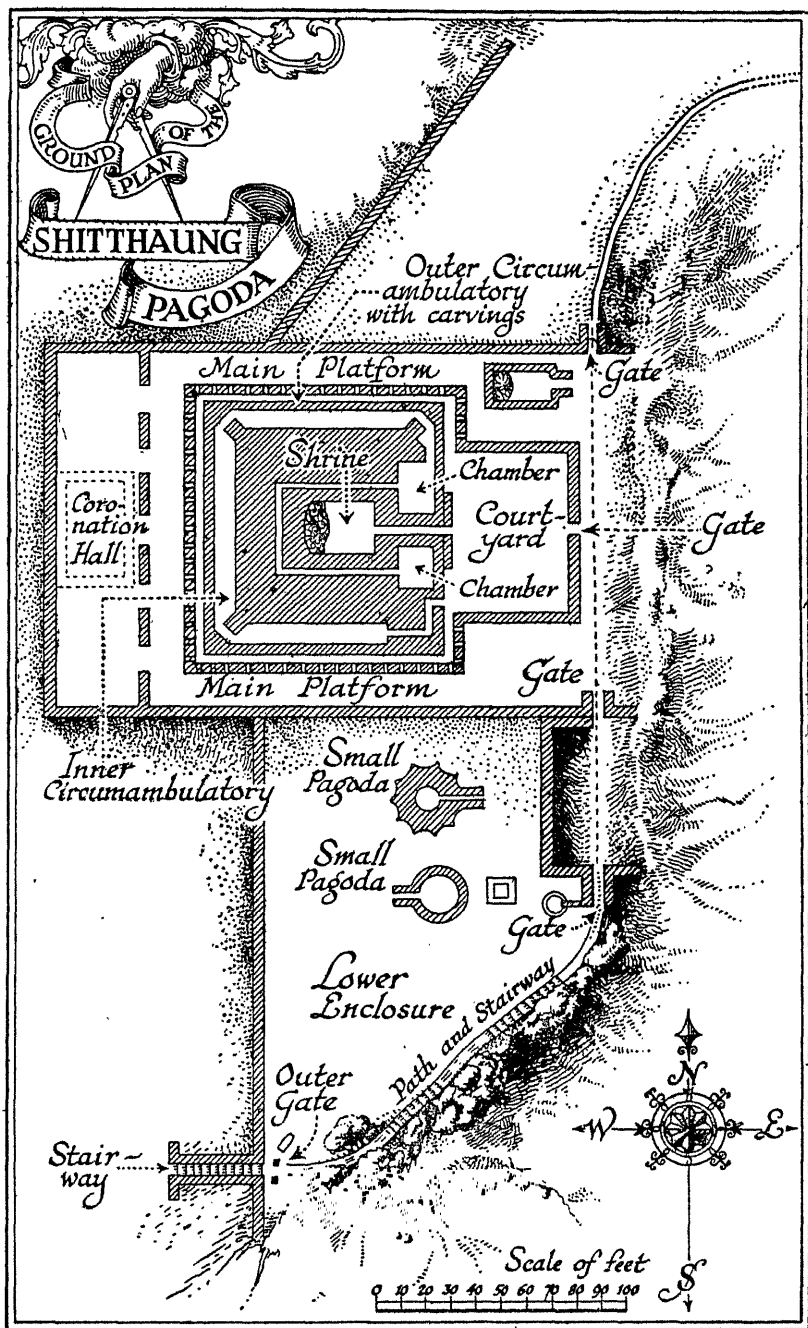 GROUND
PLAN
OF THE
SHITTHAUNG
PAGODA
Outer Circum-
ambulatory
with carvings
Main Platform
Gate
Shrine
Chamber
Coro-
nation
Hall
Court-
yard
Gate
Chamber
Main Platform
Gate
Inner
Circumambulatory
Small
Pagoda
Small
Pagoda
Gate
Lower
Enclosure
Path and Stairway
Outer
Gate
Stair-
way
N
W E
S
Scale of feet
0 10 20 30 40 50 60 70 80 90 100